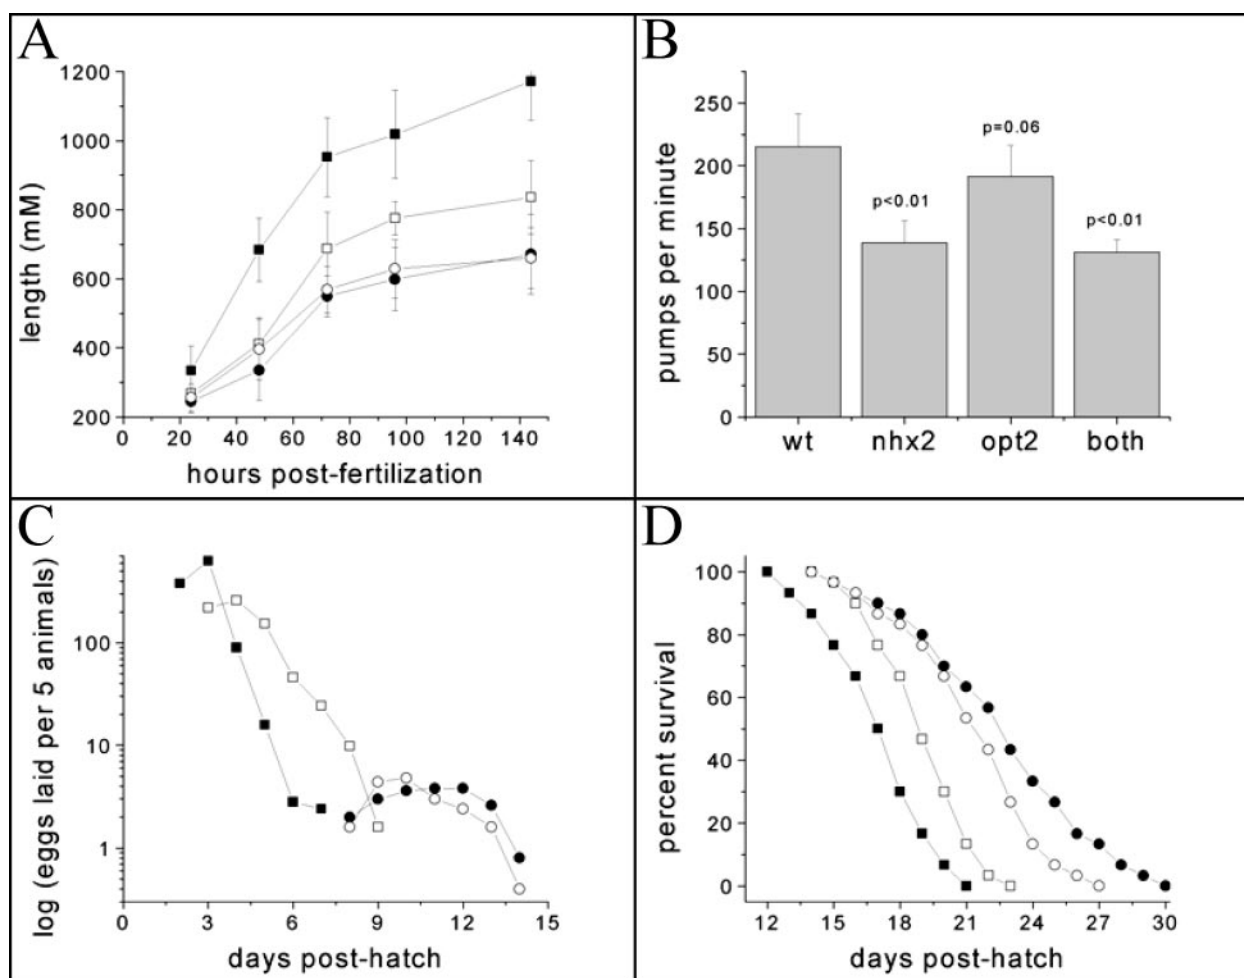 A
length (mM)
1200
1000
800
600
400
200
0 20 40 60 80 100 120 140
hours post-fertilization
B
pumps per minute
250
200
150
100
50
0
p<0.01
p=0.06
p<0.01
wt nhx2 opt2 both
C
log (eggs laid per 5 animals)
100
10
1
0 3 6 9 12 15
days post-hatch
D
percent survival
100
80
60
40
20
0
12 15 18 21 24 27 30
days post-hatch